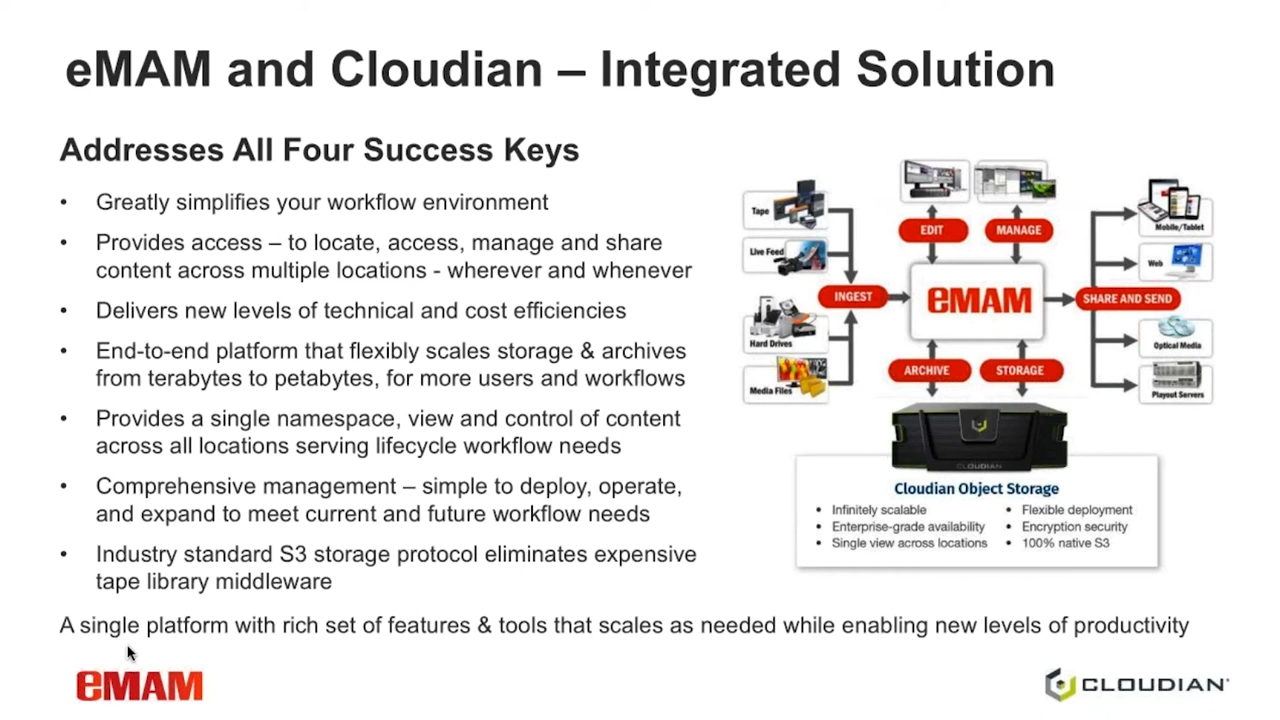 eMAM and Cloudian – Integrated Solution
Addresses All Four Success Keys
• Greatly simplifies your workflow environment
• Provides access – to locate, access, manage and share
content across multiple locations - wherever and whenever
• Delivers new levels of technical and cost efficiencies
• End-to-end platform that flexibly scales storage & archives
from terabytes to petabytes, for more users and workflows
• Provides a single namespace, view and control of content
across all locations serving lifecycle workflow needs
• Comprehensive management – simple to deploy, operate,
and expand to meet current and future workflow needs
• Industry standard S3 storage protocol eliminates expensive
tape library middleware
A single platform with rich set of features & tools that scales as needed while enabling new levels of productivity
Tape
Live Feed
Hard Drives
Media Files
INGEST
EDIT
MANAGE
eMAM
ARCHIVE
STORAGE
SHARE AND SEND
Mobile/Tablet
Web
Optical Media
Playout Servers
CLOUDIAN
Cloudian Object Storage
• Infinitely scalable
• Enterprise-grade availability
• Single view across locations
• Flexible deployment
• Encryption security
• 100% native S3
eMAM
CLOUDIAN